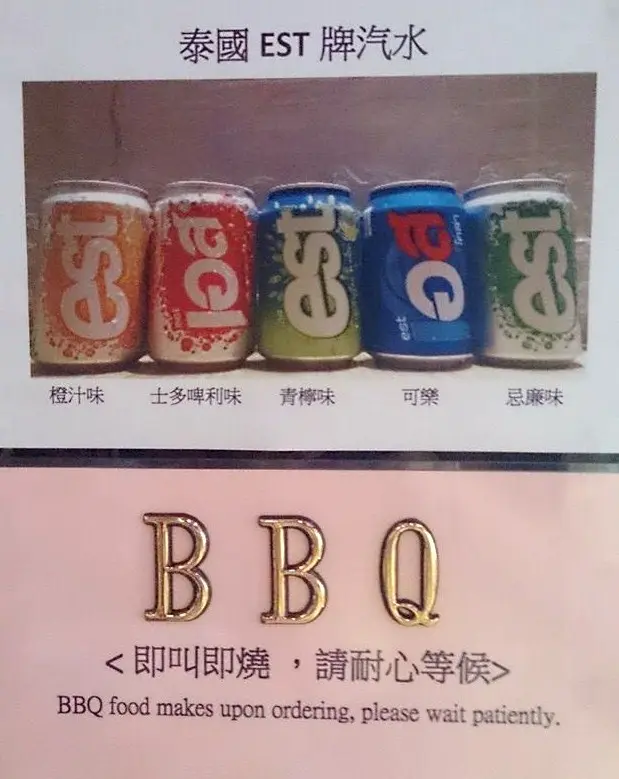 泰國 EST 牌汽水
est
est
est
est
橙汁味 士多啤利味 青檸味 可樂 忌廉味
BBQ
<即叫即燒，請耐心等候>
BBQ food makes upon ordering, please wait patiently.